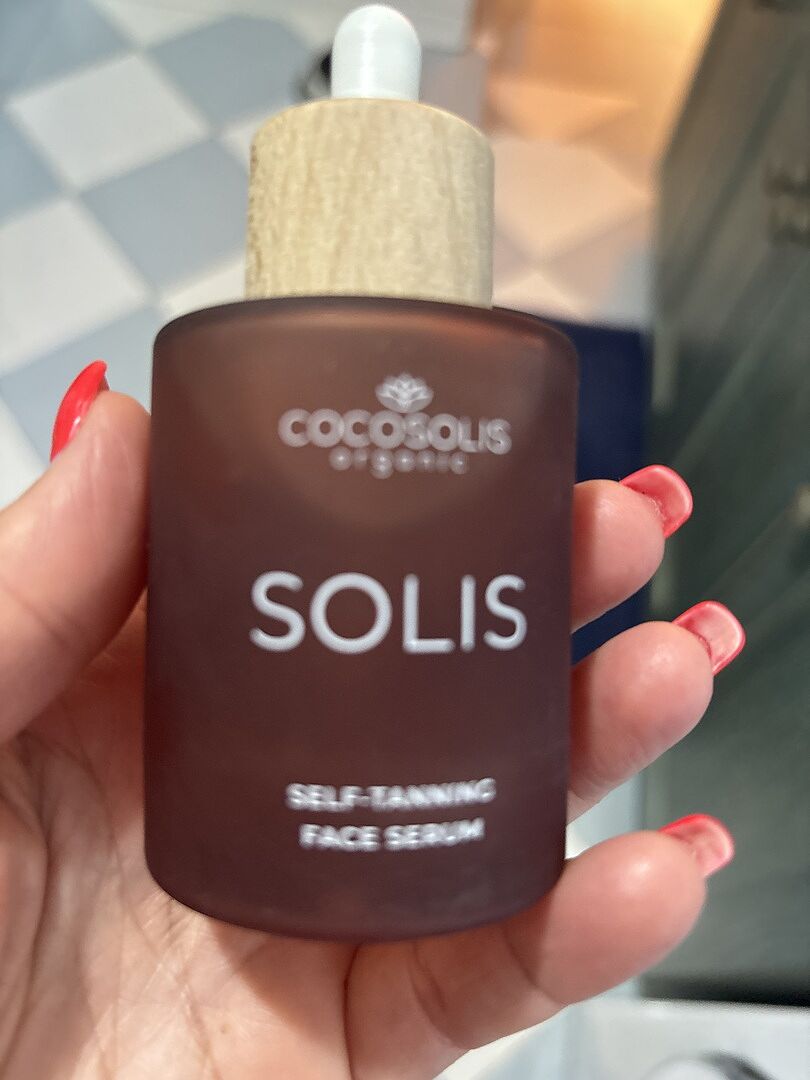 COCOSOLIS
organic
SOLIS
SELF-TANNING
FACE SERUM